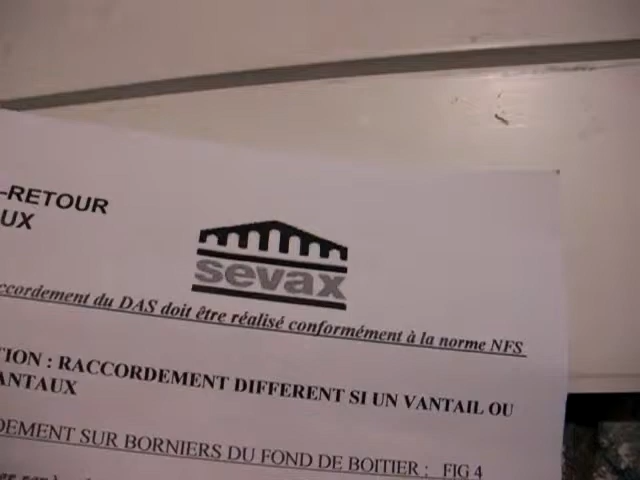 -RETOUR
UX
sevax
ccordement du DAS doit être réalisé conformément à la norme NFS
TION : RACCORDEMENT DIFFERENT SI UN VANTAIL OU
ANTAUX
DEMENT SUR BORNIERS DU FOND DE BOITIER : FIG 4